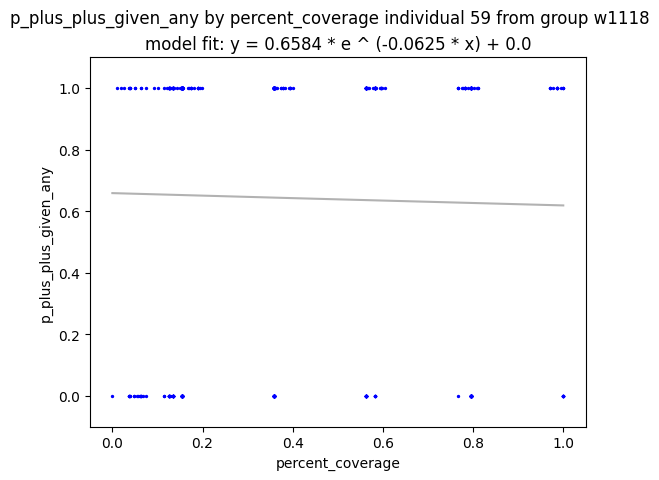 p_plus_plus_given_any by percent_coverage individual 59 from group w1118
model fit: y = 0.6584 * e ^ (-0.0625 * x) + 0.0
1.0
0.8
0.6
0.4
0.2
0.0
p_plus_plus_given_any
0.0 0.2 0.4 0.6 0.8 1.0
percent_coverage